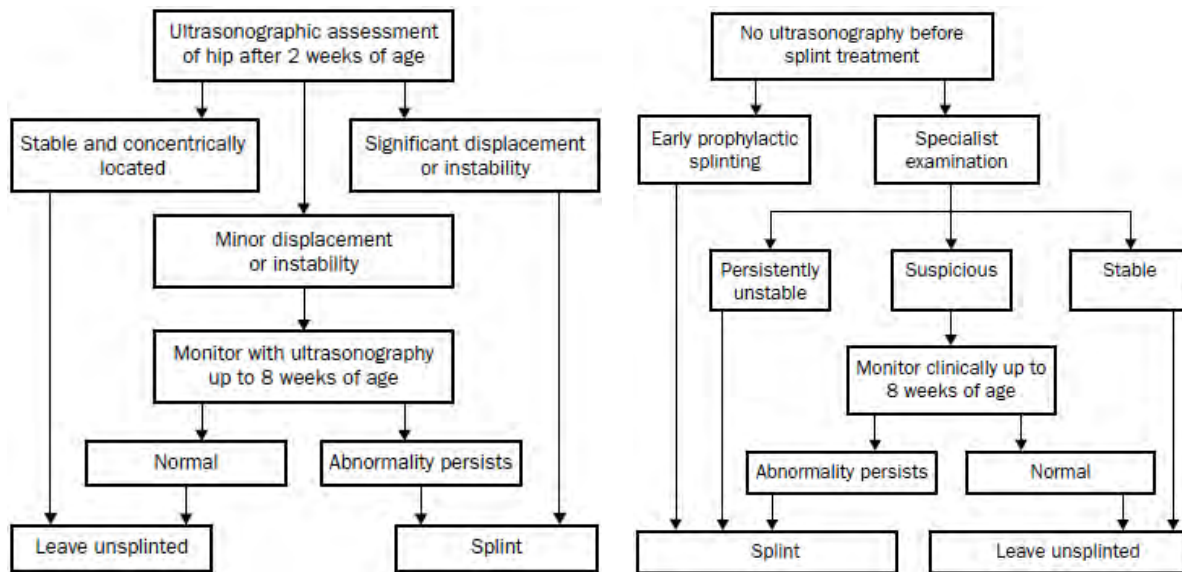 Ultrasonographic assessment
of hip after 2 weeks of age
Stable and concentrically
located
Significant displacement
or instability
Minor displacement
or instability
Monitor with ultrasonography
up to 8 weeks of age
Normal
Abnormality persists
Leave unsplinted
Splint
No ultrasonography before
splint treatment
Early prophylactic
splinting
Specialist
examination
Persistently
unstable
Suspicious
Stable
Monitor clinically up to
8 weeks of age
Abnormality persists
Normal
Splint
Leave unsplinted